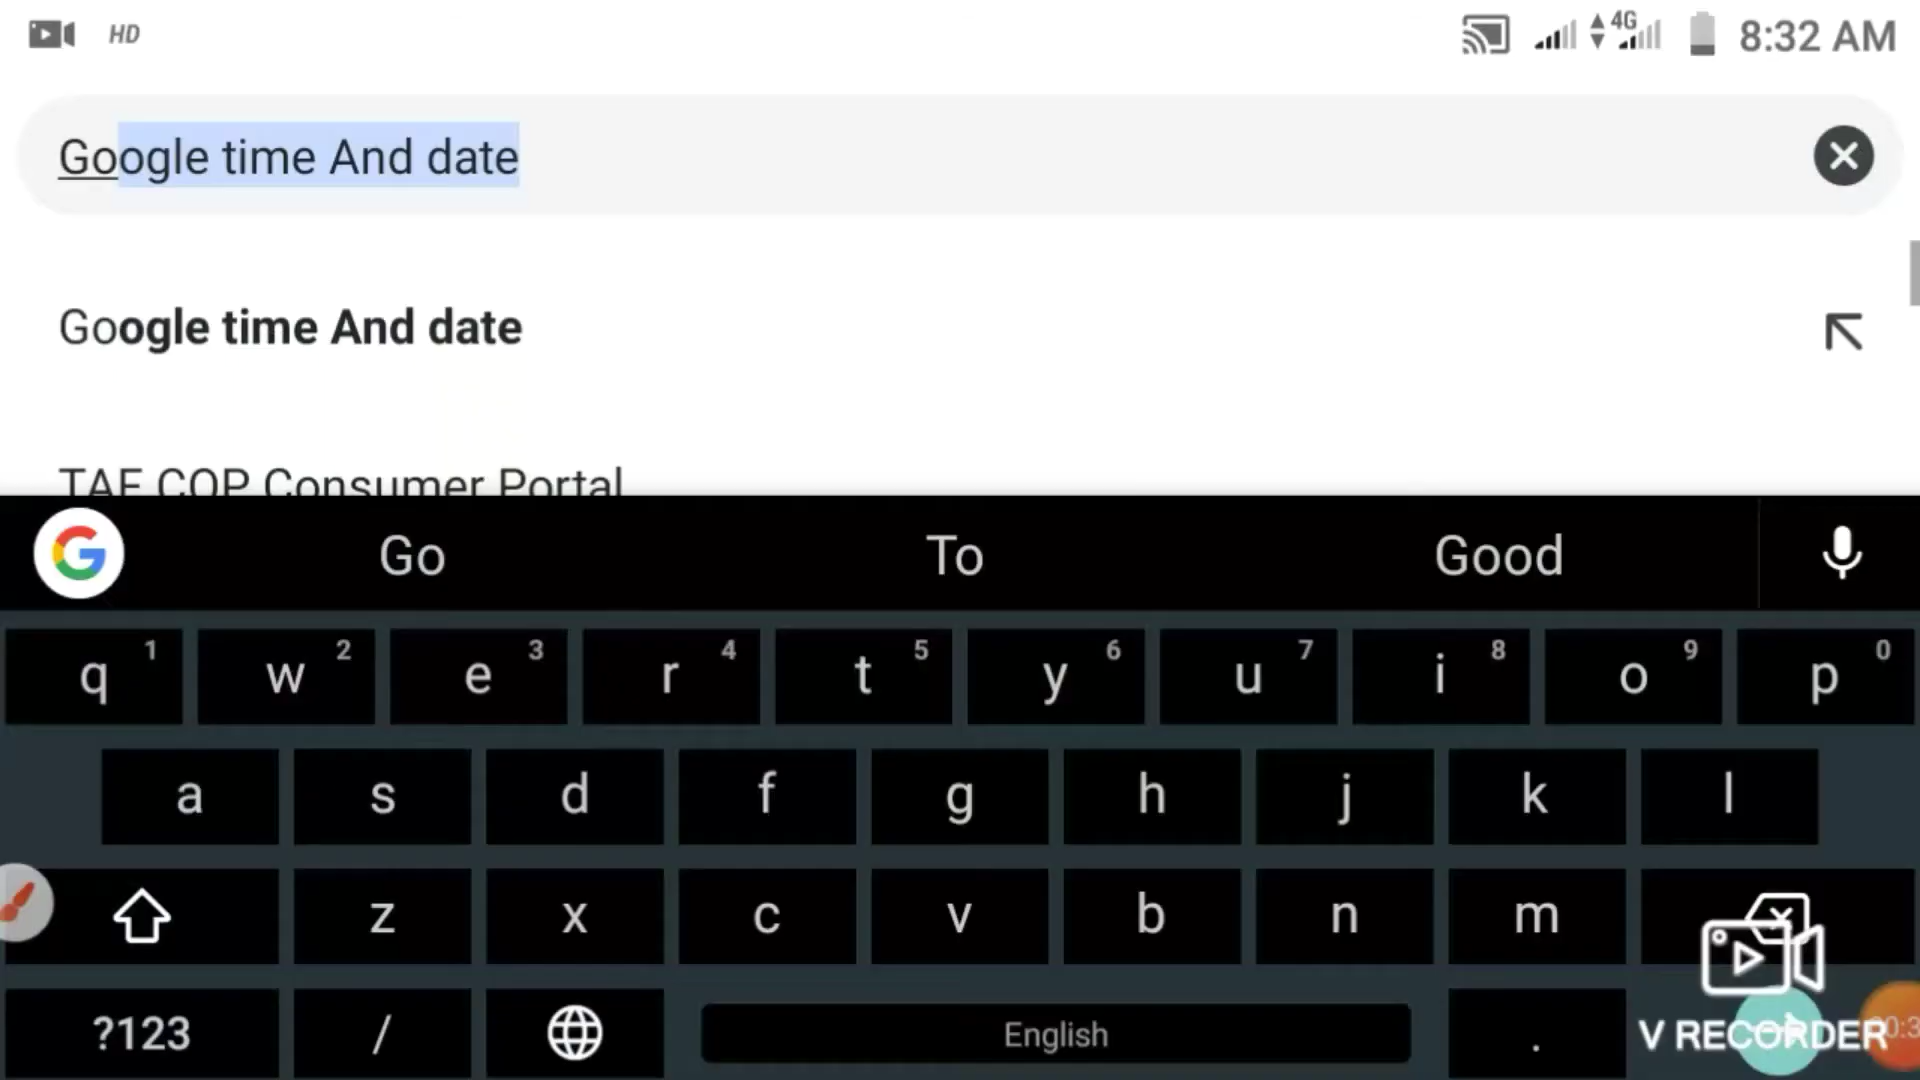 HD
4G
8:32 AM
Google time And date
Google time And date
TAF COP Consumer Portal
Go To Good
q 1 w 2 e 3 r 4 t 5 y 6 u 7 i 8 o 9 p 0
a s d f g h j k l
z x c v b n m
?123 / English .
V RECORDER